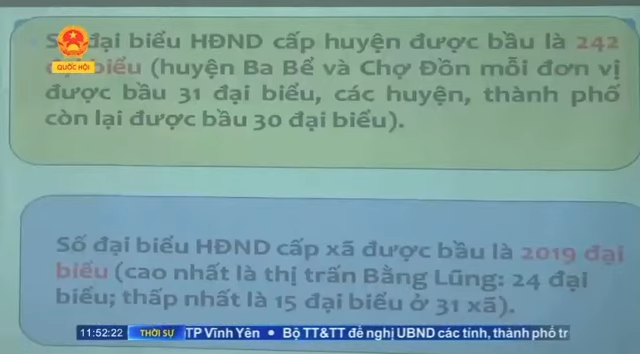 Số đại biểu HĐND cấp huyện được bầu là 242
đại biểu (huyện Ba Bể và Chợ Đồn mỗi đơn vị
được bầu 31 đại biểu, các huyện, thành phố
còn lại được bầu 30 đại biểu).
QUỐC HỘI
Số đại biểu HĐND cấp xã được bầu là 2019 đại
biểu (cao nhất là thị trấn Bằng Lũng: 24 đại
biểu; thấp nhất là 15 đại biểu ở 31 xã).
11:52:22 THỜI SỰ TP Vĩnh Yên • Bộ TT&TT đề nghị UBND các tỉnh, thành phố tr